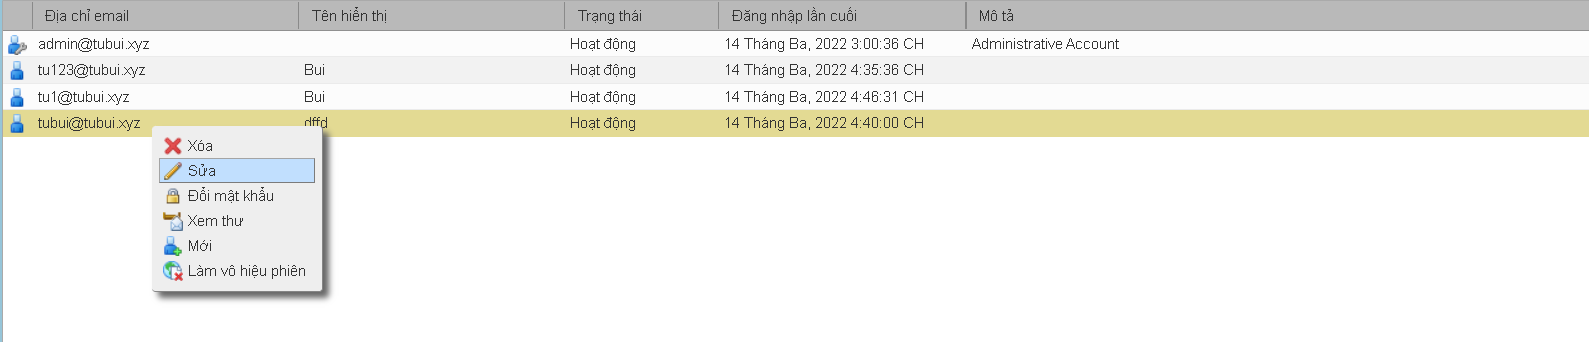 Địa chỉ email Tên hiển thị Trạng thái Đăng nhập lần cuối Mô tả
admin@tubui.xyz Hoạt động 14 Tháng Ba, 2022 3:00:36 CH Administrative Account
tu123@tubui.xyz Bui Hoạt động 14 Tháng Ba, 2022 4:35:36 CH
tu1@tubui.xyz Bui Hoạt động 14 Tháng Ba, 2022 4:46:31 CH
tubui@tubui.xyz dffd Hoạt động 14 Tháng Ba, 2022 4:40:00 CH
Xóa
Sửa
Đổi mật khẩu
Xem thư
Mới
Làm vô hiệu phiên